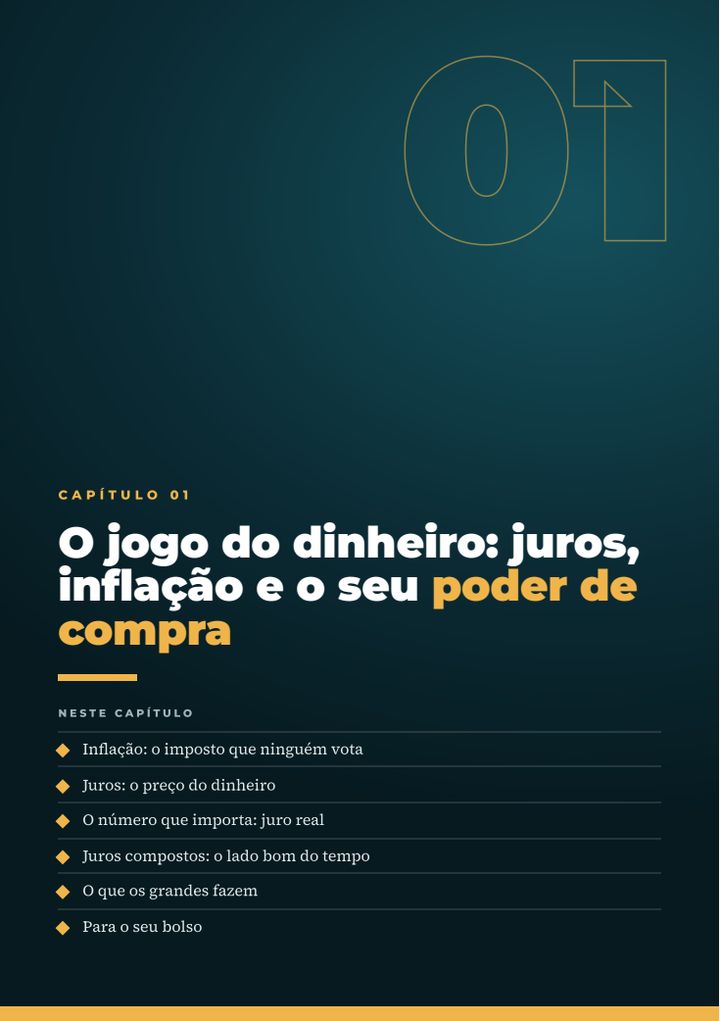 01
CAPÍTULO 01
O jogo do dinheiro: juros,
inflação e o seu poder de
compra
NESTE CAPÍTULO
Inflação: o imposto que ninguém vota
Juros: o preço do dinheiro
O número que importa: juro real
Juros compostos: o lado bom do tempo
O que os grandes fazem
Para o seu bolso